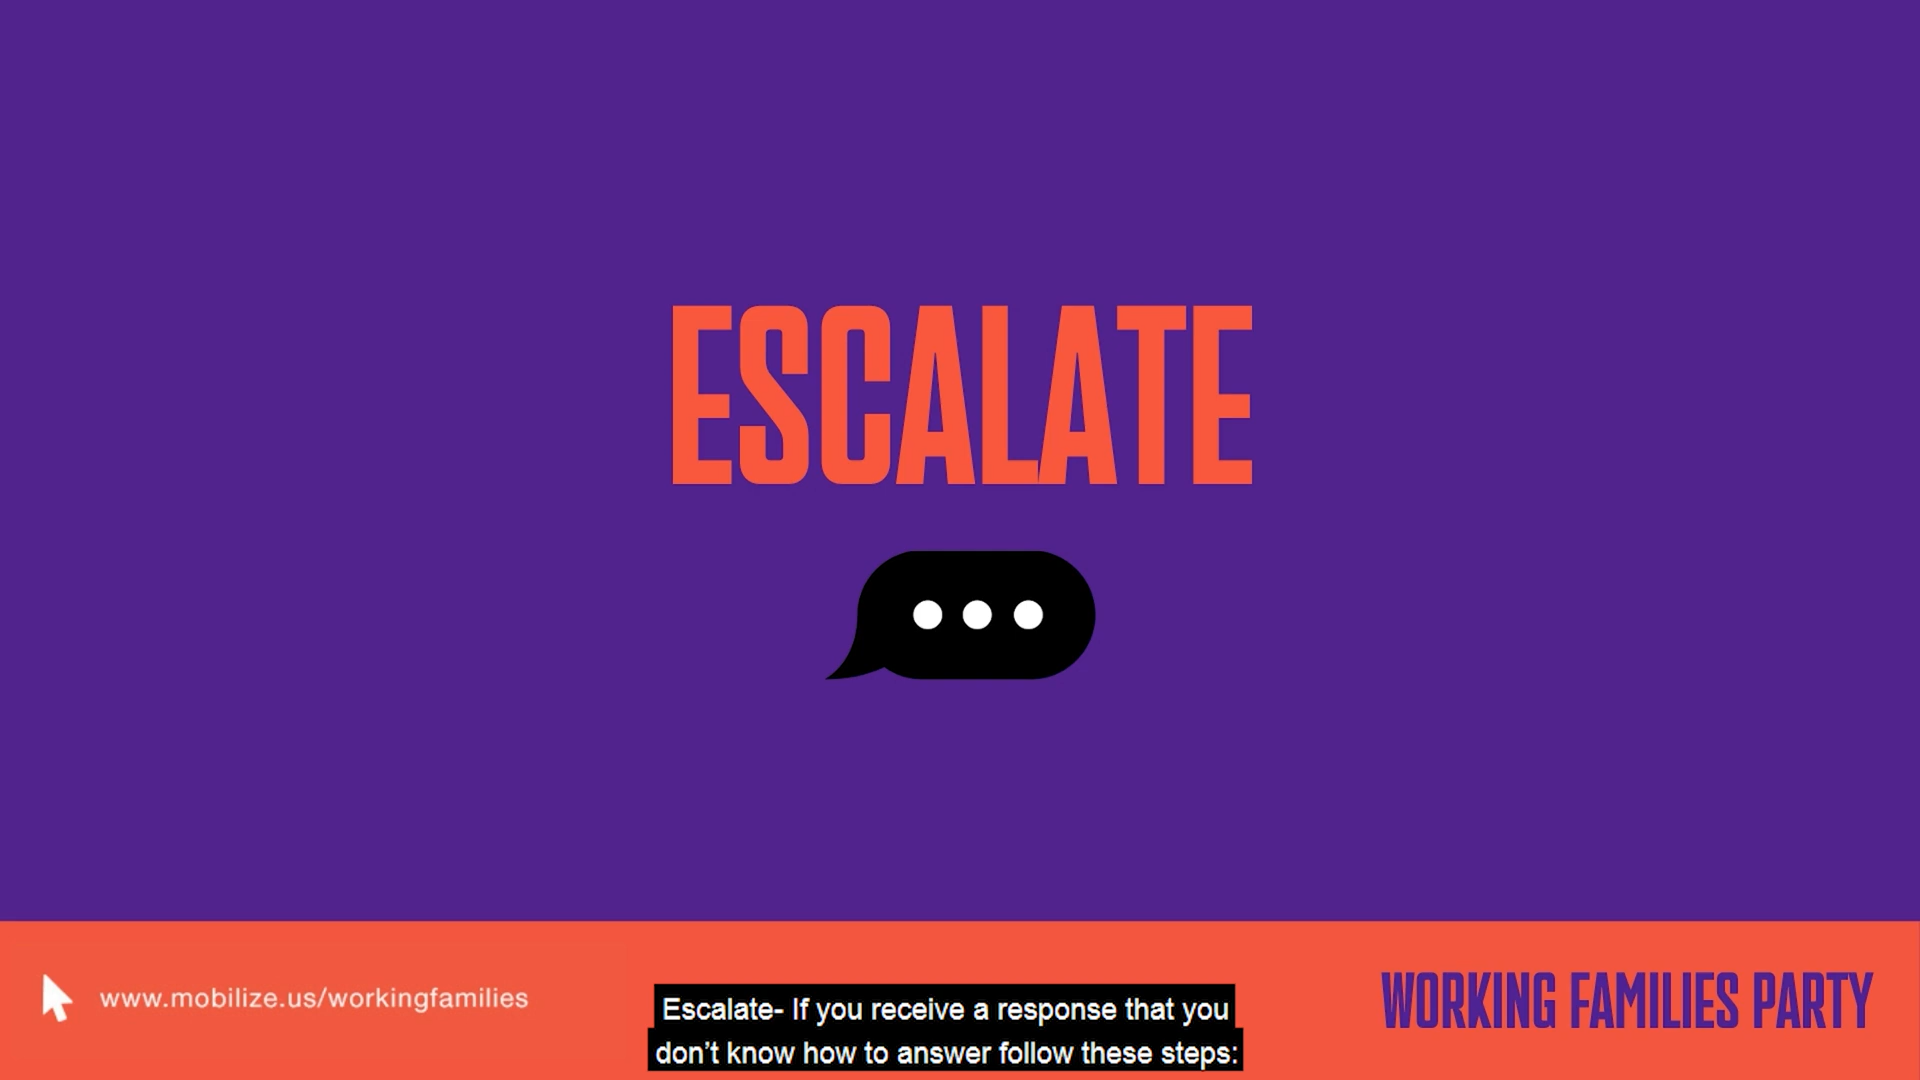 ESCALATE
www.mobilize.us/workingfamilies
WORKING FAMILIES PARTY
Escalate- If you receive a response that you
don’t know how to answer follow these steps: